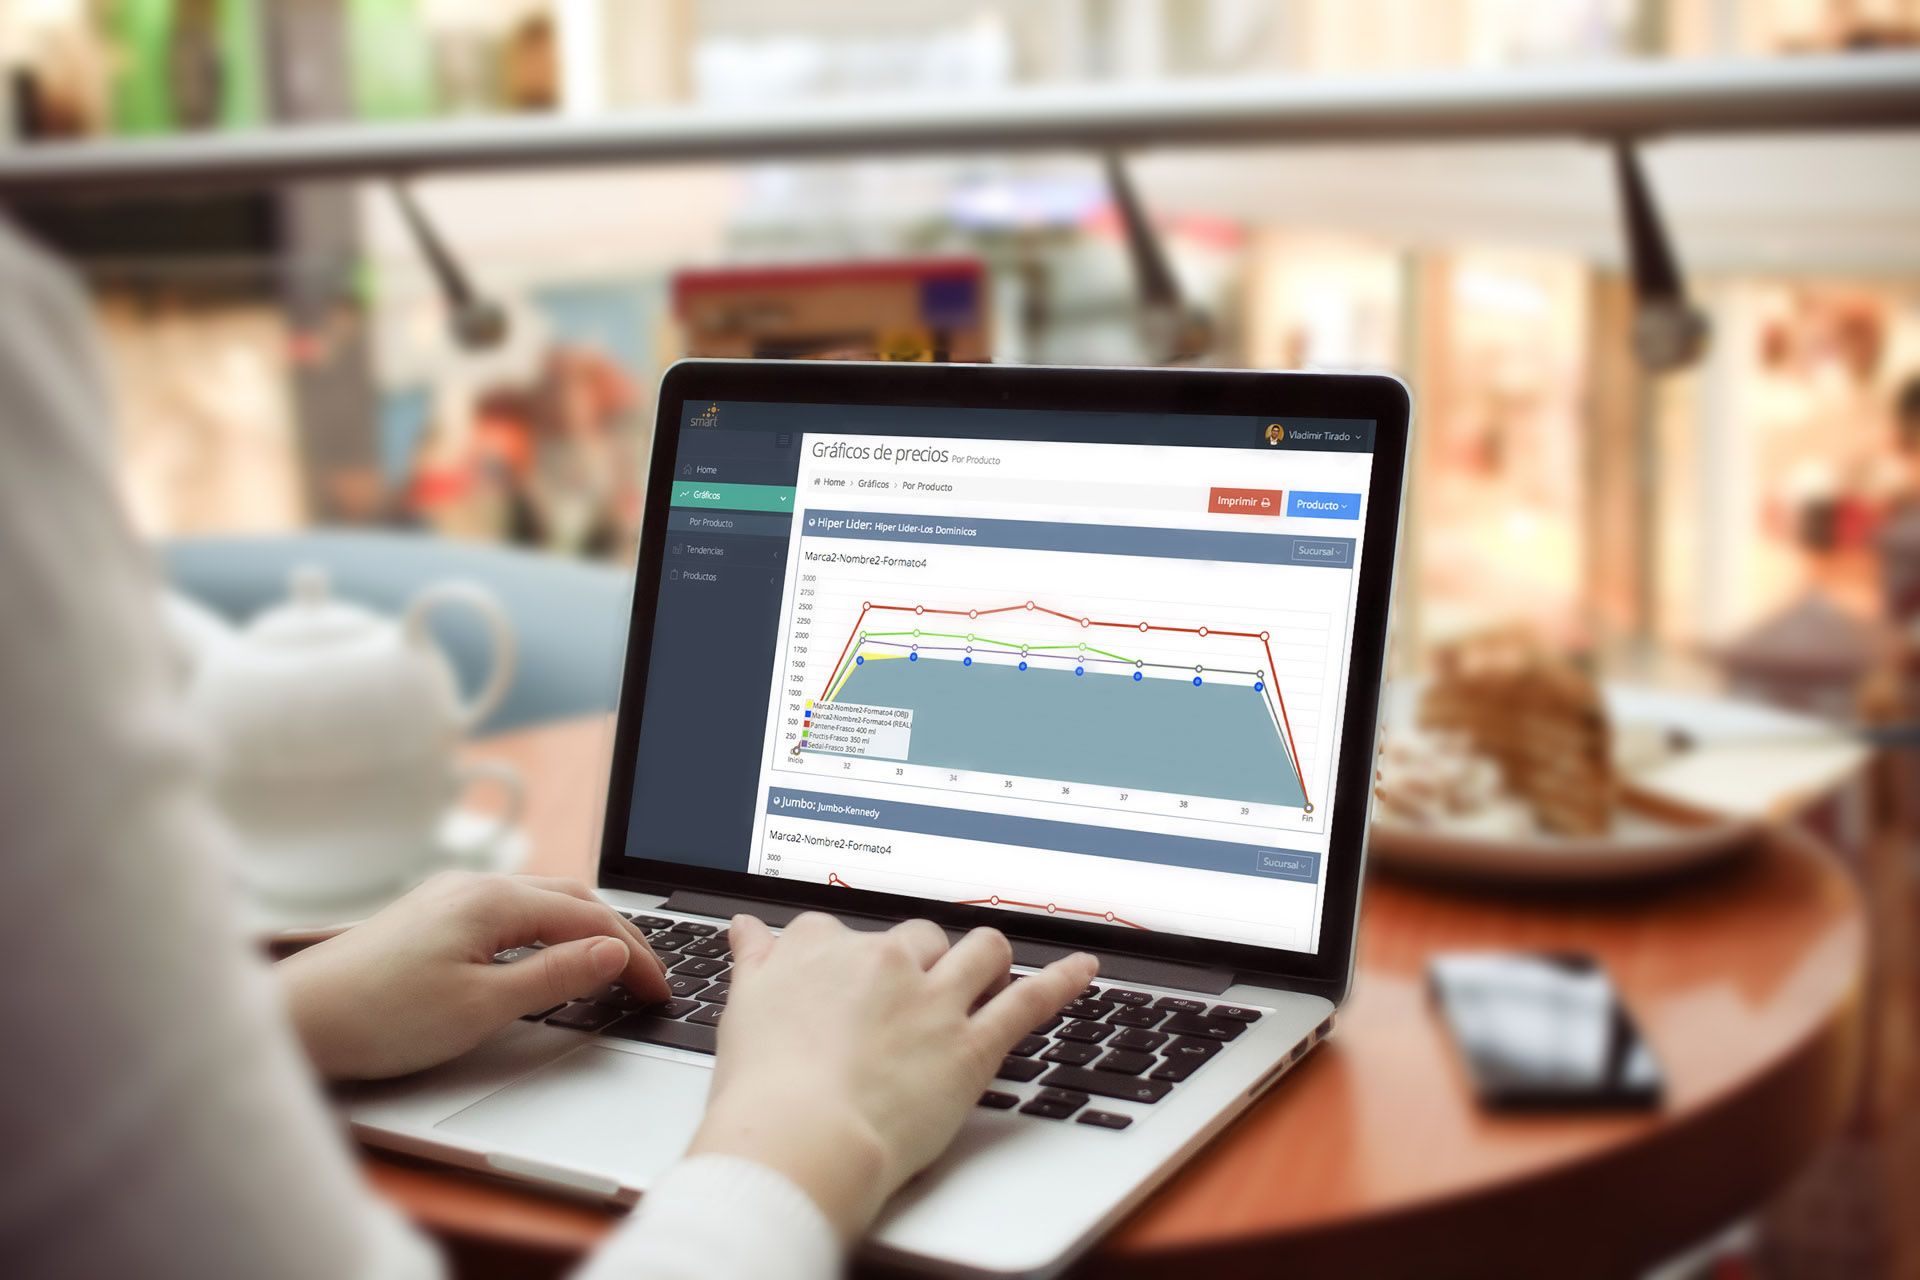 smart
Vladimir Tirado
Home
Gráficos
Por Producto
Tendencias
Productos
Gráficos de precios Por Producto
Home > Gráficos > Por Producto
Imprimir
Producto
Hiper Lider: Hiper Lider-Los Dominicos
Sucursal
Marca2-Nombre2-Formato4
3000
2750
2500
2250
2000
1750
1500
1250
1000
750
500
250
0
Marca2-Nombre2-Formato4 (OBJ)
Marca2-Nombre2-Formato4 (REAL)
Pantene-Frasco 400 ml
Fructis-Frasco 350 ml
Sedal-Frasco 350 ml
Inicio 32 33 34 35 36 37 38 39 Fin
Jumbo: Jumbo-Kennedy
Sucursal
Marca2-Nombre2-Formato4
3000
2750